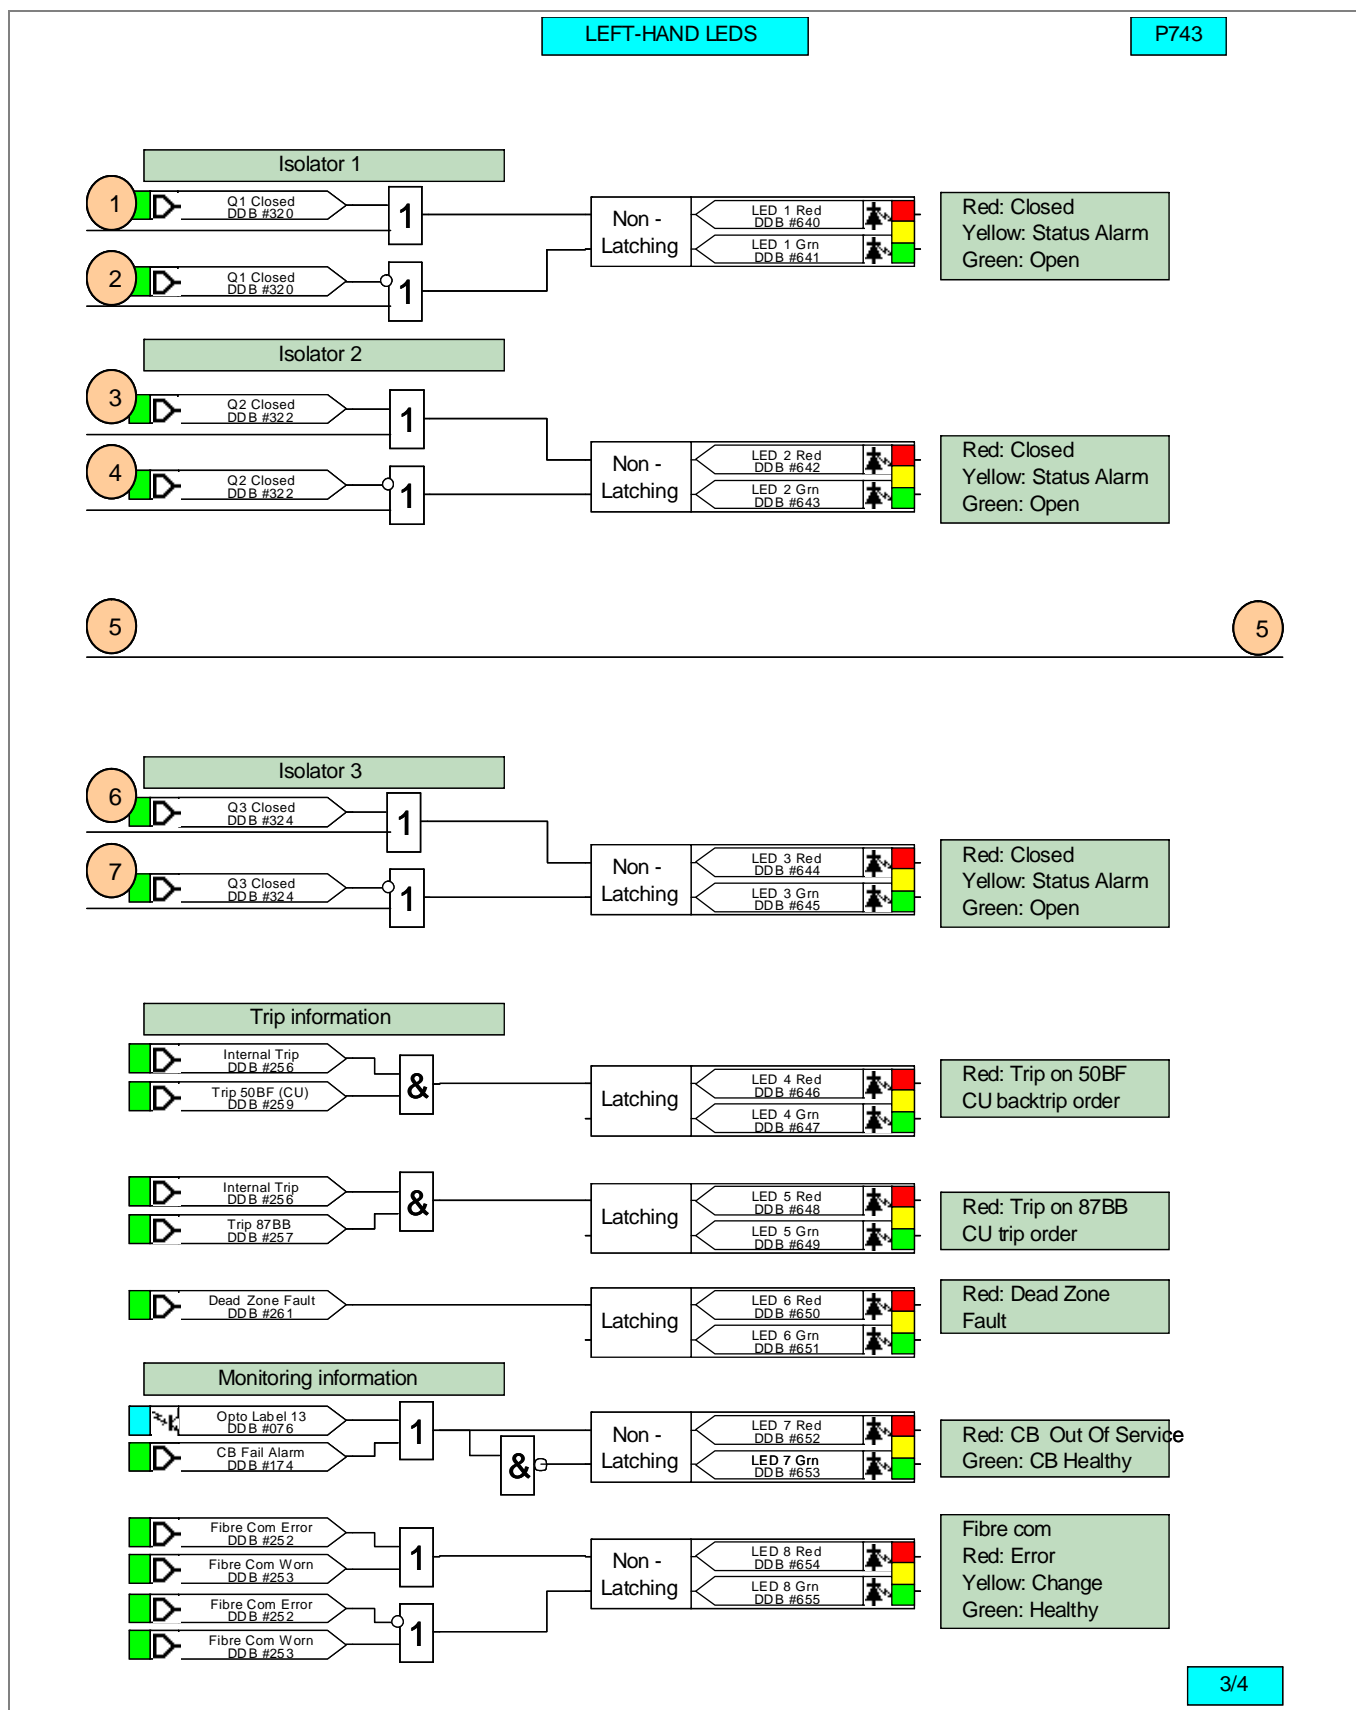 LEFT-HAND LEDS
P743
Isolator 1
1
Q1 Closed
DDB #320
1
2
Q1 Closed
DDB #320
1
Non -
Latching
LED 1 Red
DDB #640
LED 1 Grn
DDB #641
Red: Closed
Yellow: Status Alarm
Green: Open
Isolator 2
3
Q2 Closed
DDB #322
1
4
Q2 Closed
DDB #322
1
Non -
Latching
LED 2 Red
DDB #642
LED 2 Grn
DDB #643
Red: Closed
Yellow: Status Alarm
Green: Open
5
5
Isolator 3
6
Q3 Closed
DDB #324
1
7
Q3 Closed
DDB #324
1
Non -
Latching
LED 3 Red
DDB #644
LED 3 Grn
DDB #645
Red: Closed
Yellow: Status Alarm
Green: Open
Trip information
Internal Trip
DDB #256
Trip 50BF (CU)
DDB #259
&
Latching
LED 4 Red
DDB #646
LED 4 Grn
DDB #647
Red: Trip on 50BF
CU backtrip order
Internal Trip
DDB #256
Trip 87BB
DDB #257
&
Latching
LED 5 Red
DDB #648
LED 5 Grn
DDB #649
Red: Trip on 87BB
CU trip order
Dead Zone Fault
DDB #261
Latching
LED 6 Red
DDB #650
LED 6 Grn
DDB #651
Red: Dead Zone
Fault
Monitoring information
Opto Label 13
DDB #076
CB Fail Alarm
DDB #174
1
&
Non -
Latching
LED 7 Red
DDB #652
LED 7 Grn
DDB #653
Red: CB Out Of Service
Green: CB Healthy
Fibre Com Error
DDB #252
Fibre Com Worn
DDB #253
1
Fibre Com Error
DDB #252
Fibre Com Worn
DDB #253
1
Non -
Latching
LED 8 Red
DDB #654
LED 8 Grn
DDB #655
Fibre com
Red: Error
Yellow: Change
Green: Healthy
3/4